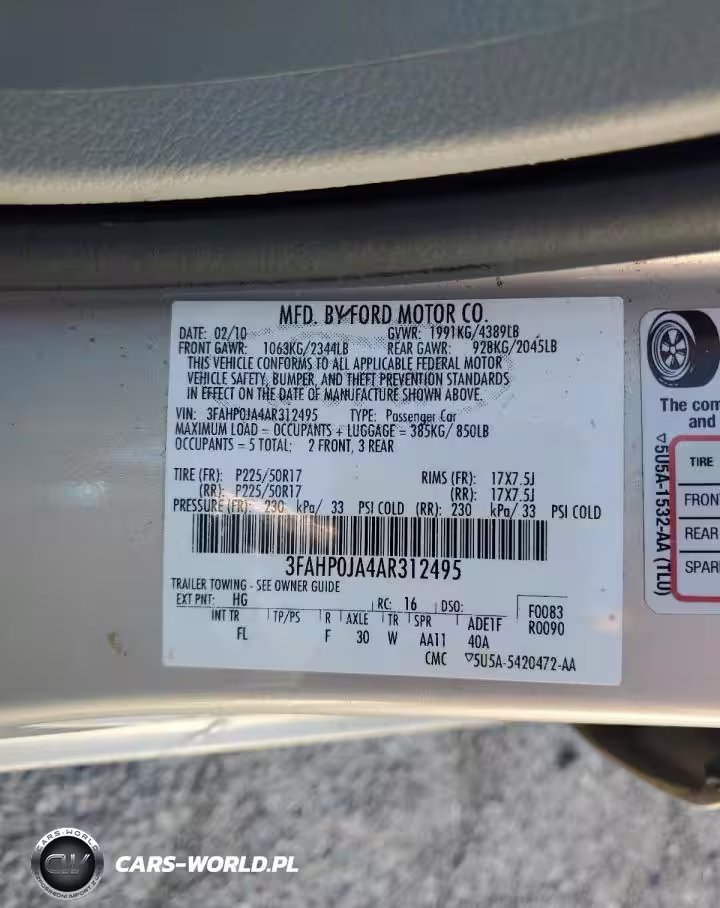 MFD. BY FORD MOTOR CO.
DATE: 02/10 GVWR: 1991KG/4389LB
FRONT GAWR: 1063KG/2344LB REAR GAWR: 928KG/2045LB
THIS VEHICLE CONFORMS TO ALL APPLICABLE FEDERAL MOTOR
VEHICLE SAFETY, BUMPER, AND THEFT PREVENTION STANDARDS
IN EFFECT ON THE DATE OF MANUFACTURE SHOWN ABOVE.
VIN: 3FAHP0JA4AR312495 TYPE: Passenger Car
MAXIMUM LOAD = OCCUPANTS + LUGGAGE = 385KG/ 850LB
OCCUPANTS = 5 TOTAL; 2 FRONT, 3 REAR
TIRE (FR): P225/50R17 RIMS (FR): 17X7.5J
(RR): P225/50R17 (RR): 17X7.5J
PRESSURE (FR): 230 kPa/ 33 PSI COLD (RR): 230 kPa/ 33 PSI COLD
3FAHP0JA4AR312495
TRAILER TOWING - SEE OWNER GUIDE
EXT PNT: HG RC: 16 DSO: F0083
INT TR TP/PS R AXLE TR SPR ADE1F R0090
FL F 30 W AA11 40A
CMC ▽5U5A-5420472-AA
The com
and
▽5U5A-1532-AA (TLU)
TIRE
FRONT
REAR
SPAR
CARS-WORLD
CW
CARS-WORLD.PL